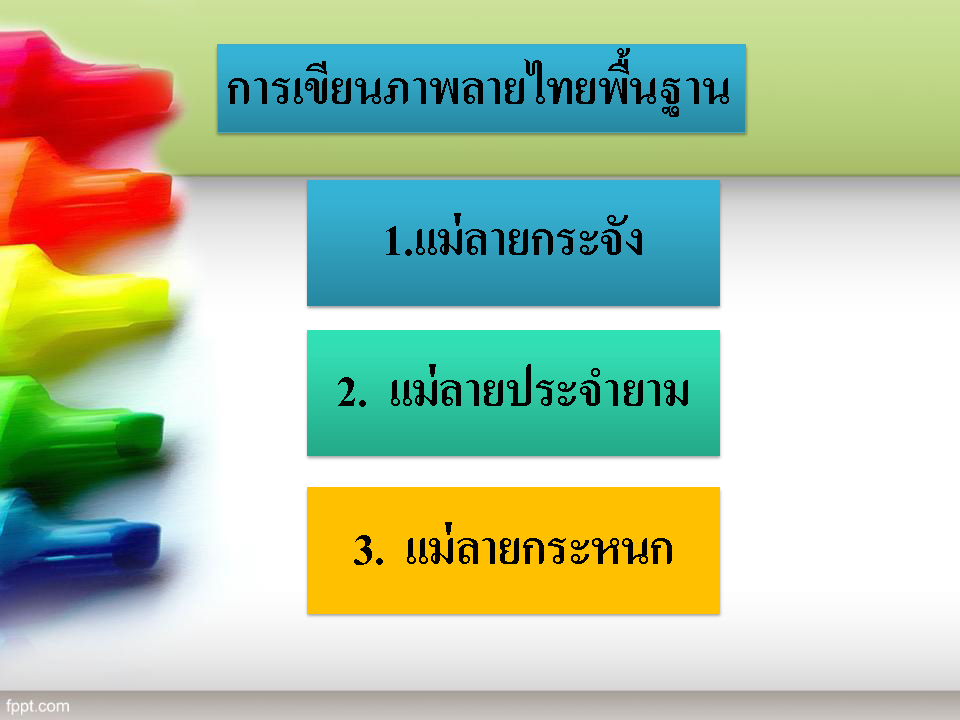 การเขียนภาพลายไทยพื้นฐาน
1.แม่ลายกระจัง
2. แม่ลายประจำยาม
3. แม่ลายกระหนก
fppt.com